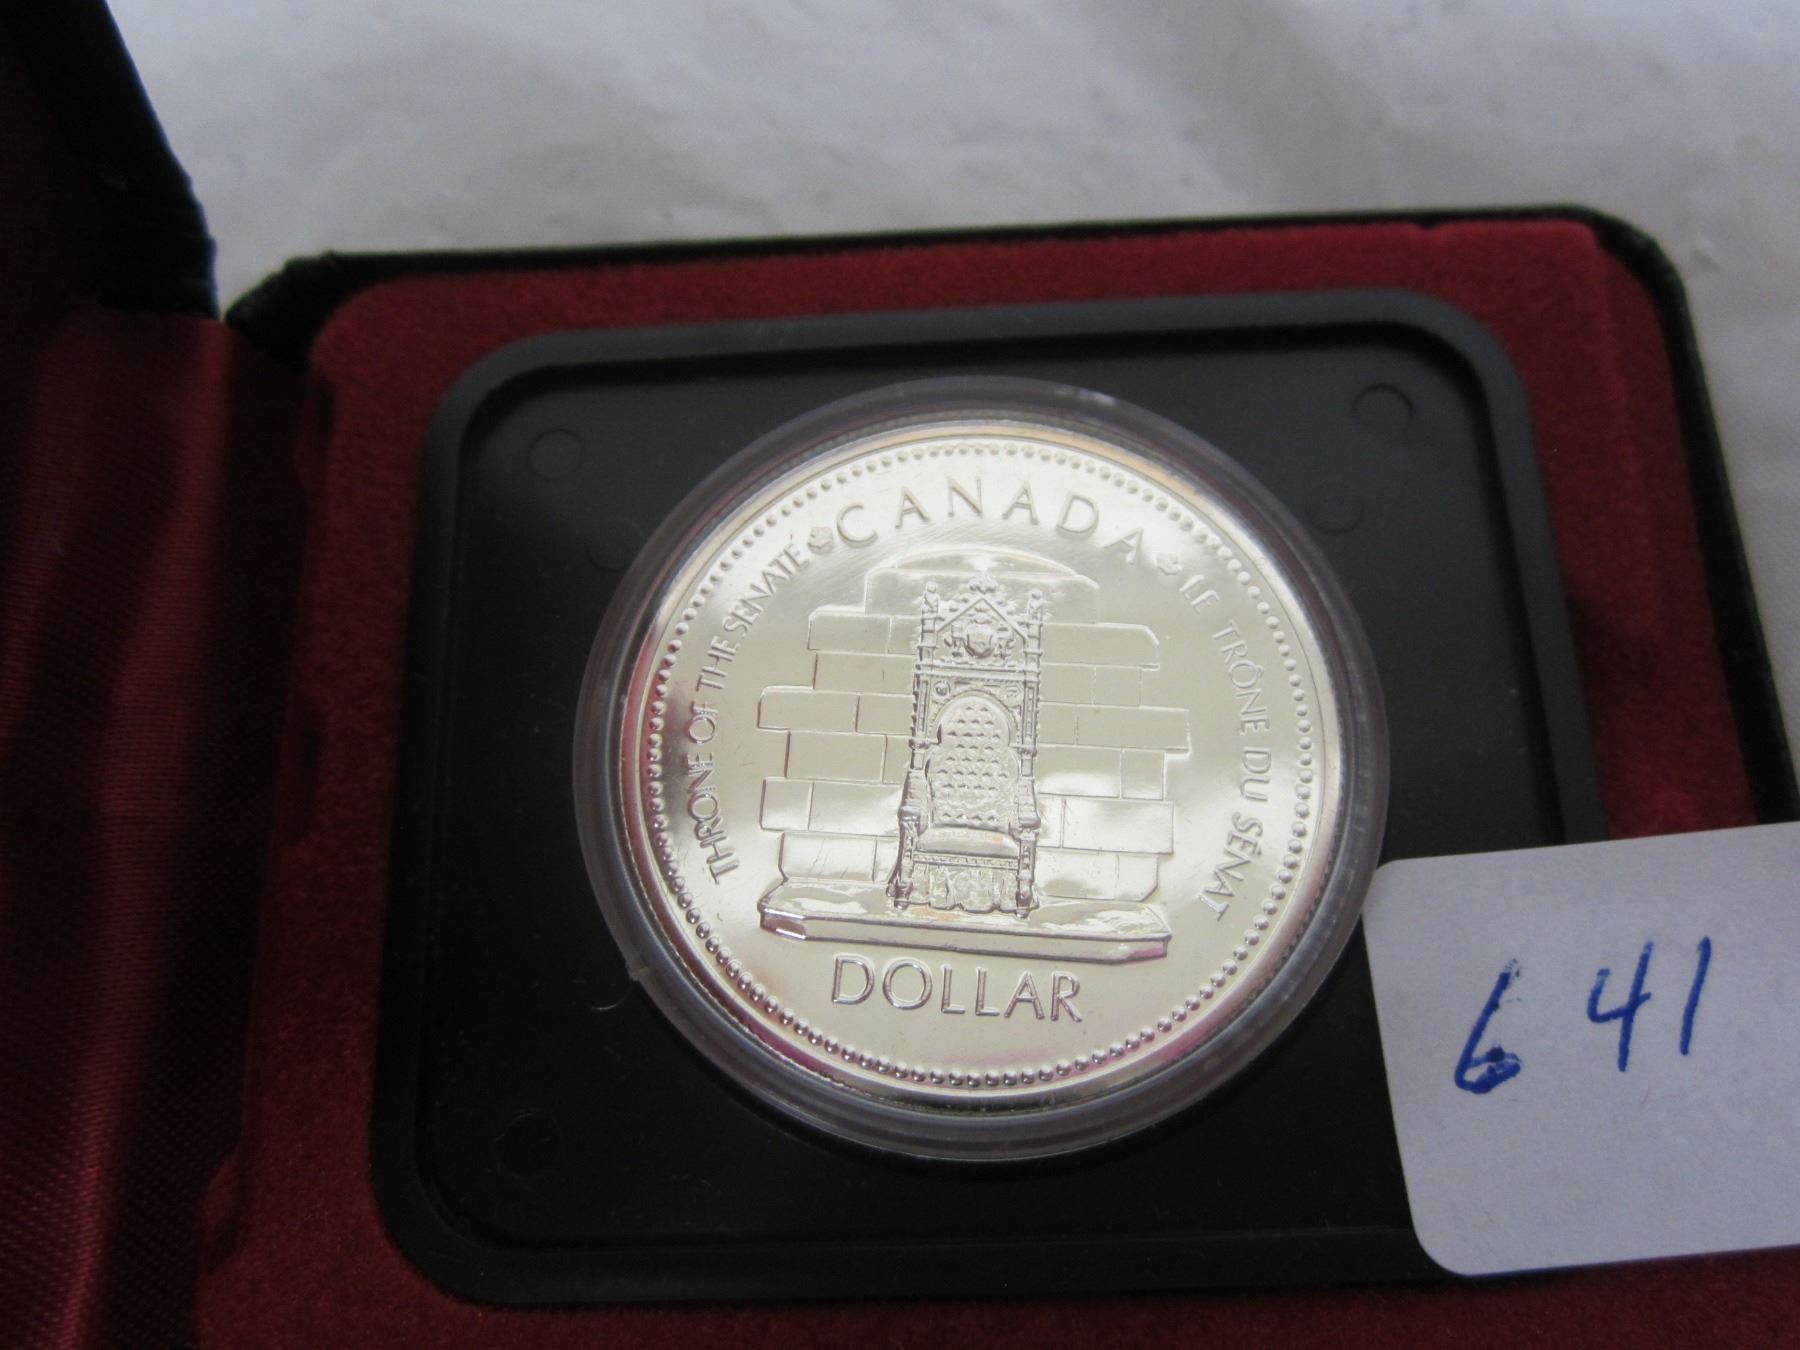 CANADA
THRONE OF THE SENATE
LE TRÔNE DU SÉNAT
DOLLAR
641